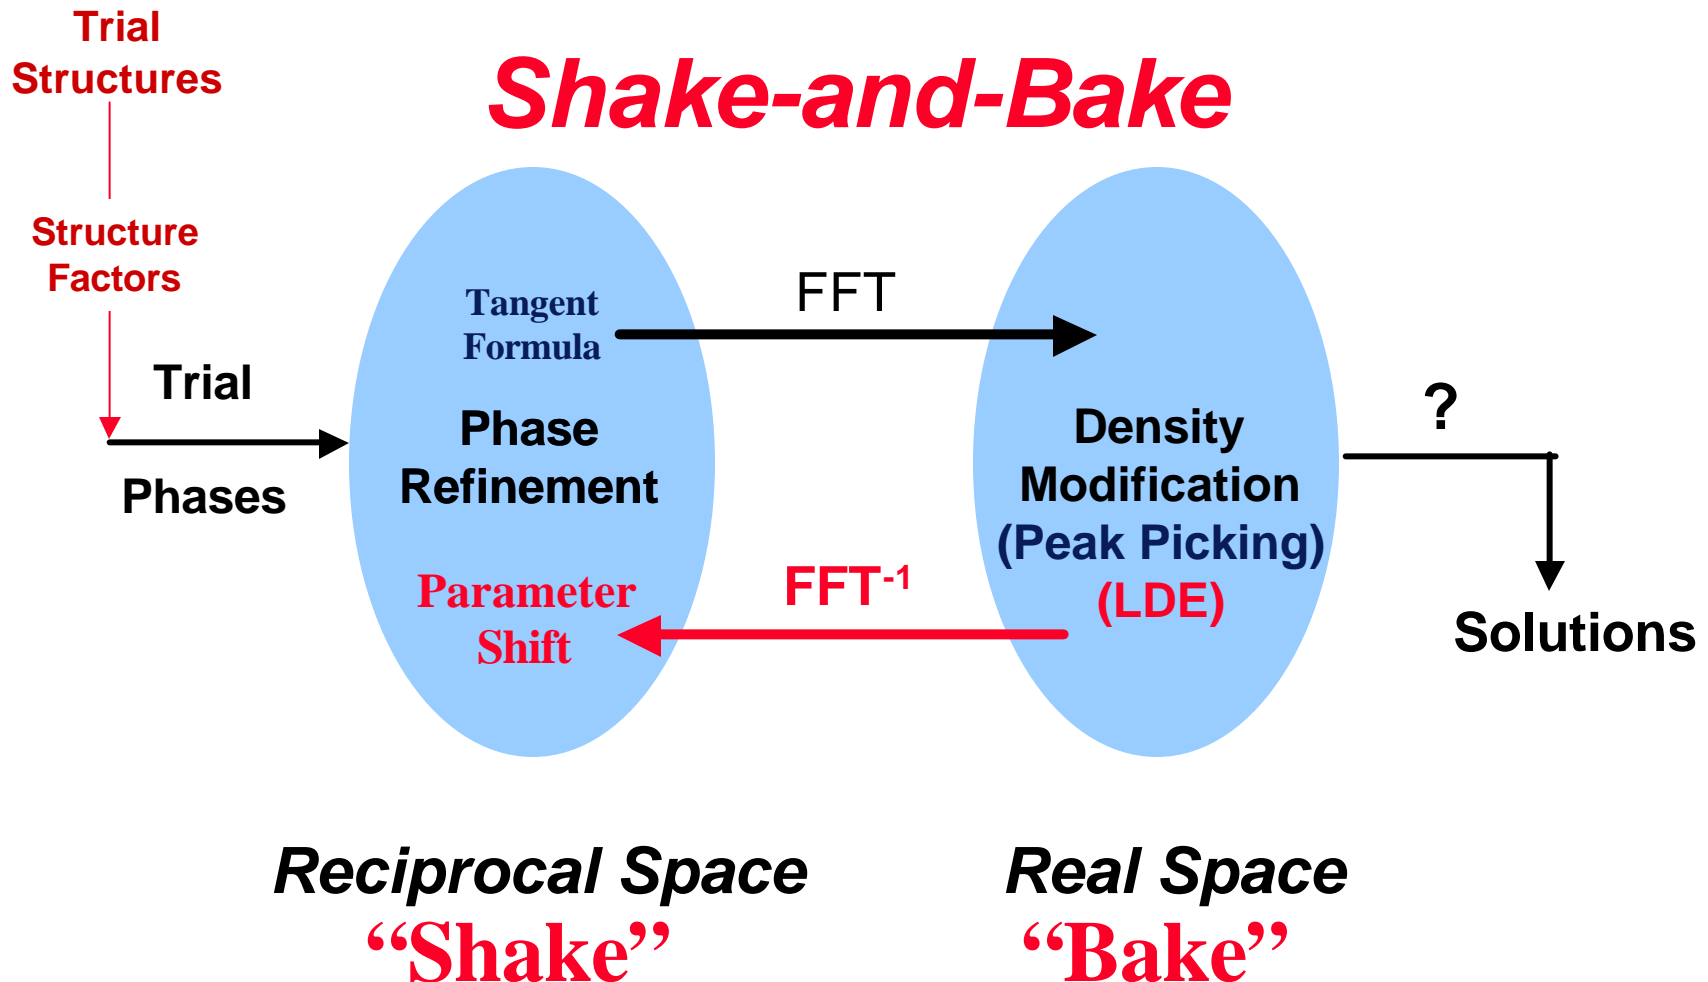 Trial
Structures
Shake-and-Bake
Structure
Factors
Trial
Phases
Tangent
Formula
Phase
Refinement
Parameter
Shift
FFT
FFT-1
Density
Modification
(Peak Picking)
(LDE)
?
Solutions
Reciprocal Space
“Shake”
Real Space
“Bake”